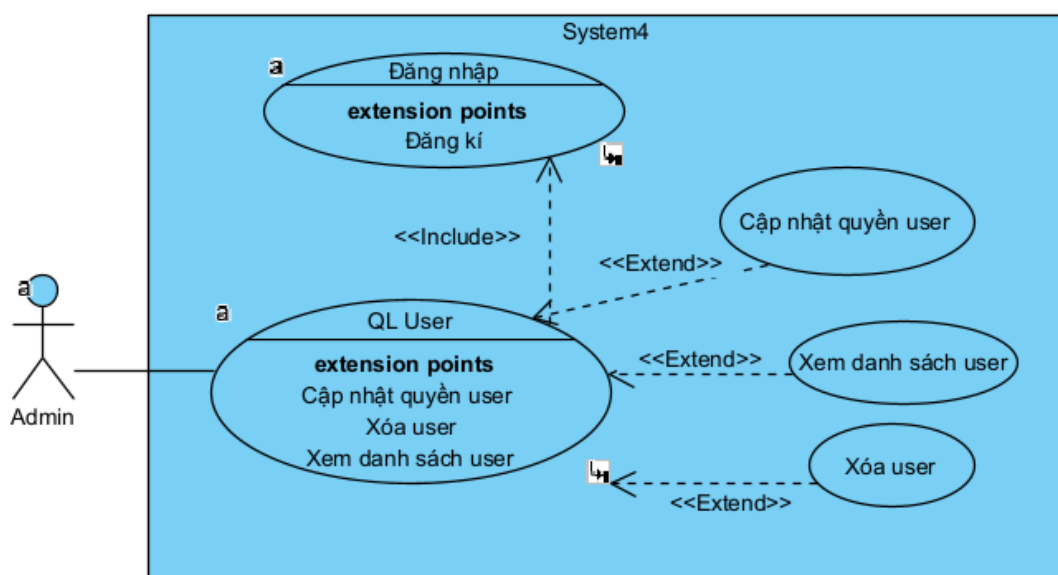 System4
a
Đăng nhập
extension points
Đăng kí
<<Include>>
Cập nhật quyền user
<<Extend>>
a
Admin
a
QL User
extension points
Cập nhật quyền user
Xóa user
Xem danh sách user
<<Extend>>
Xem danh sách user
Xóa user
<<Extend>>